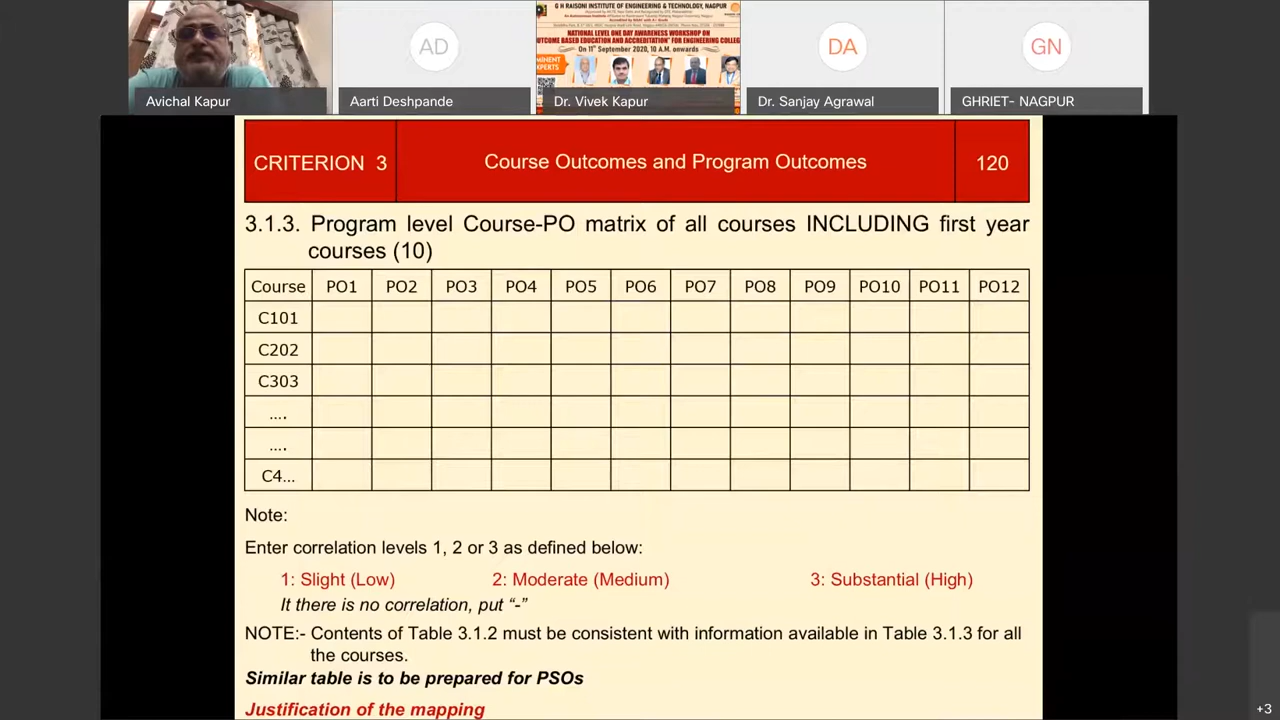 G H RAISONI INSTITUTE OF ENGINEERING & TECHNOLOGY, NAGPUR
NATIONAL LEVEL ONE DAY AWARENESS WORKSHOP ON
"OUTCOME BASED EDUCATION AND ACCREDITATION" FOR ENGINEERING COLLEG
On 11th September 2020, 10 A.M. onwards
EXPERTS
AD
DA
GN
Avichal Kapur
Aarti Deshpande
Dr. Vivek Kapur
Dr. Sanjay Agrawal
GHRIET- NAGPUR
CRITERION 3 Course Outcomes and Program Outcomes 120
3.1.3. Program level Course-PO matrix of all courses INCLUDING first year
courses (10)
Course PO1 PO2 PO3 PO4 PO5 PO6 PO7 PO8 PO9 PO10 PO11 PO12
C101
C202
C303
....
....
C4...
Note:
Enter correlation levels 1, 2 or 3 as defined below:
1: Slight (Low) 2: Moderate (Medium) 3: Substantial (High)
It there is no correlation, put “-”
NOTE:- Contents of Table 3.1.2 must be consistent with information available in Table 3.1.3 for all
the courses.
Similar table is to be prepared for PSOs
Justification of the mapping
+3